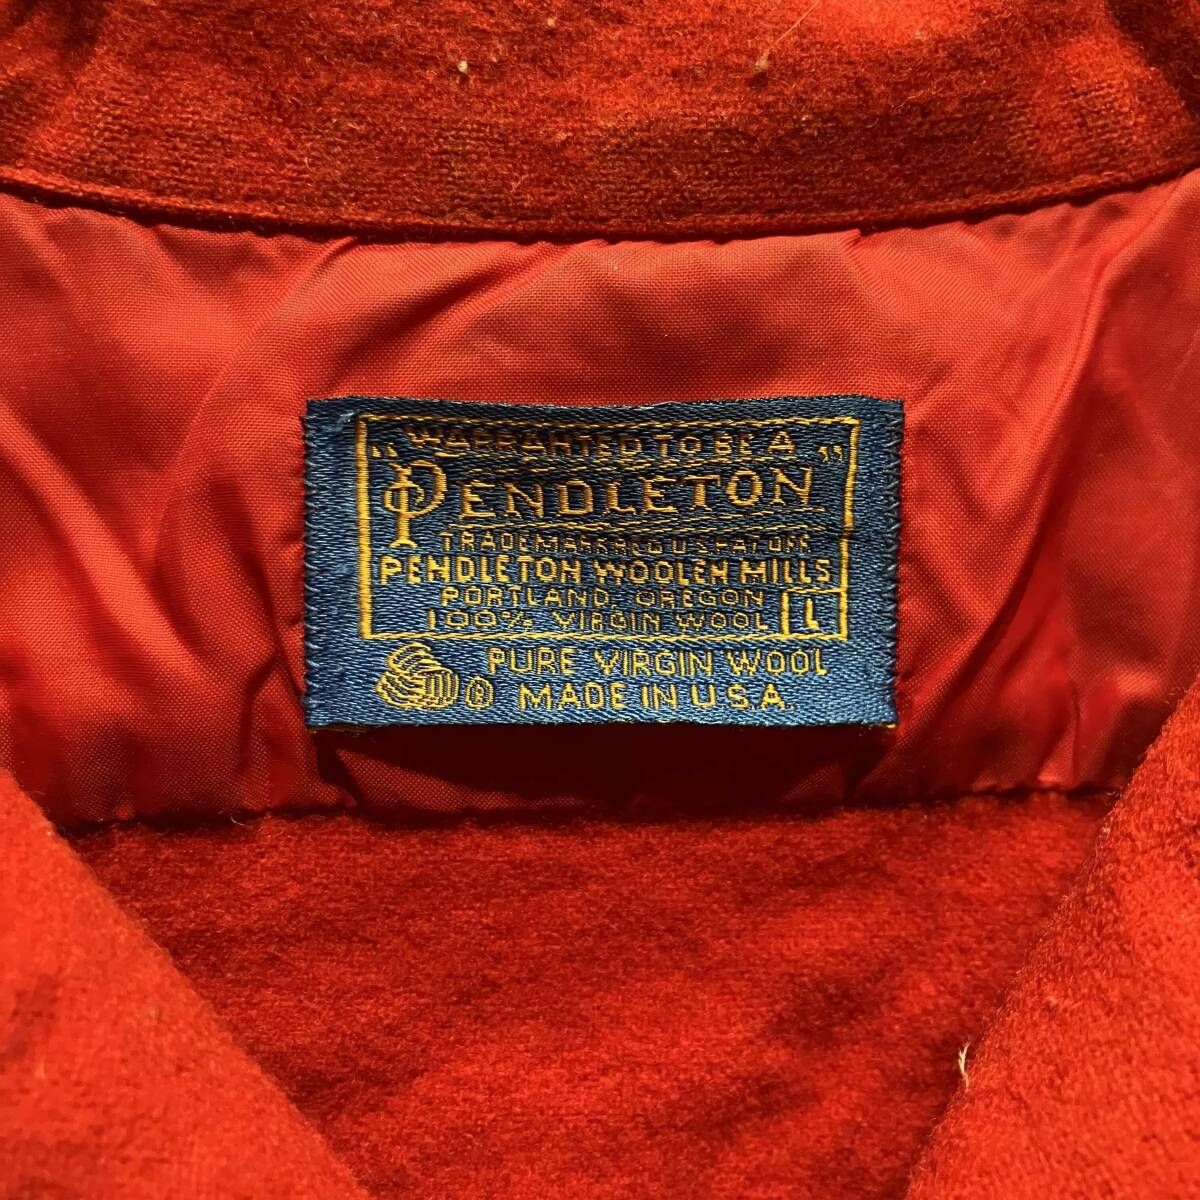 WARRANTED TO BE A
"PENDLETON"
TRADEMARK REG U.S. PAT. OFF.
PENDLETON WOOLEN MILLS
PORTLAND, OREGON
100% VIRGIN WOOL L
PURE VIRGIN WOOL
® MADE IN U.S.A.